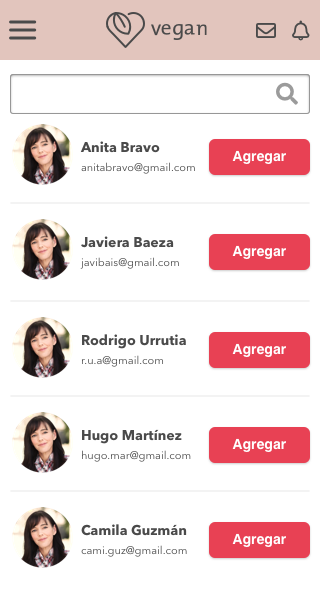 vegan
Anita Bravo
anitabravo@gmail.com
Agregar
Javiera Baeza
javibais@gmail.com
Agregar
Rodrigo Urrutia
r.u.a@gmail.com
Agregar
Hugo Martínez
hugo.mar@gmail.com
Agregar
Camila Guzmán
cami.guz@gmail.com
Agregar